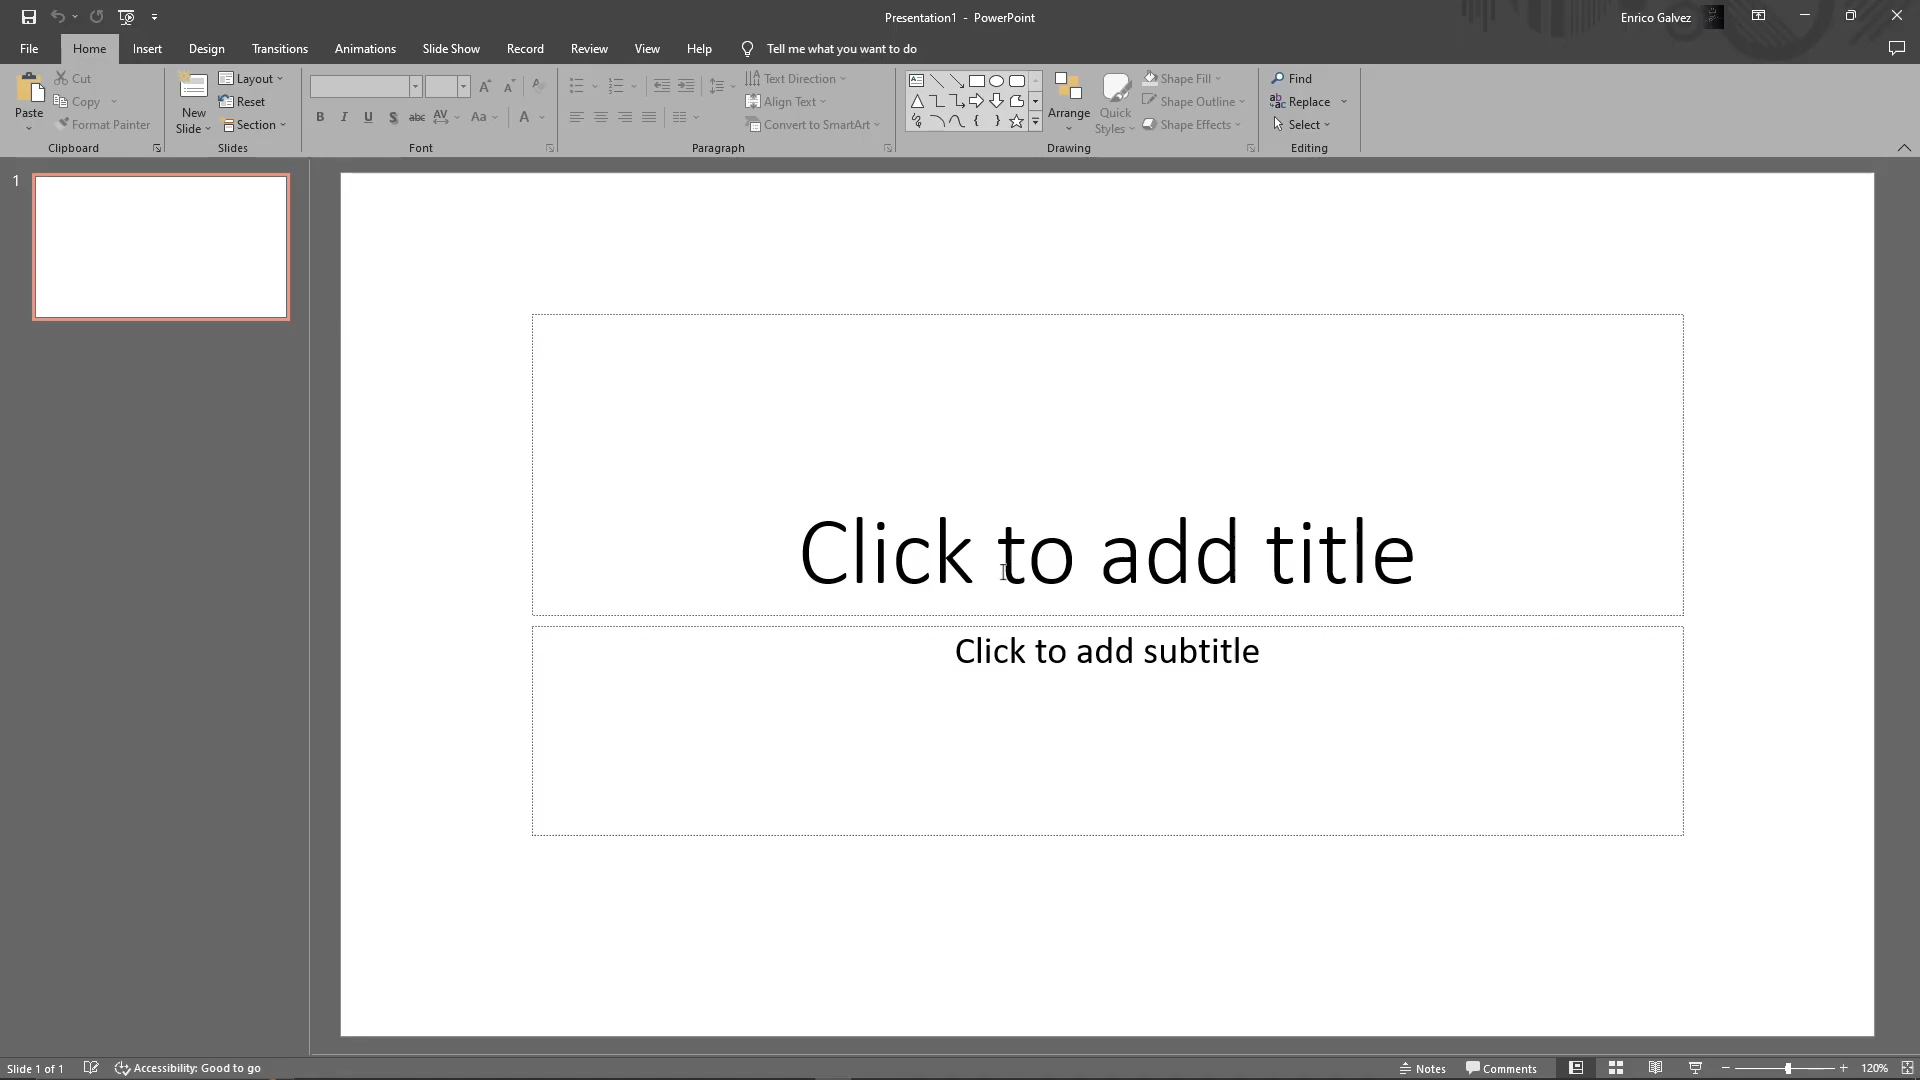 Presentation1 - PowerPoint
Enrico Galvez
File Home Insert Design Transitions Animations Slide Show Record Review View Help Tell me what you want to do
Paste
Cut
Copy
Format Painter
Clipboard
New Slide
Layout
Reset
Section
Slides
B I U S abc AV Aa A
Font
Text Direction
Align Text
Convert to SmartArt
Paragraph
Arrange
Quick Styles
Shape Fill
Shape Outline
Shape Effects
Drawing
Find
Replace
Select
Editing
1
Click to add title
Click to add subtitle
Slide 1 of 1 Accessibility: Good to go Notes Comments 120%